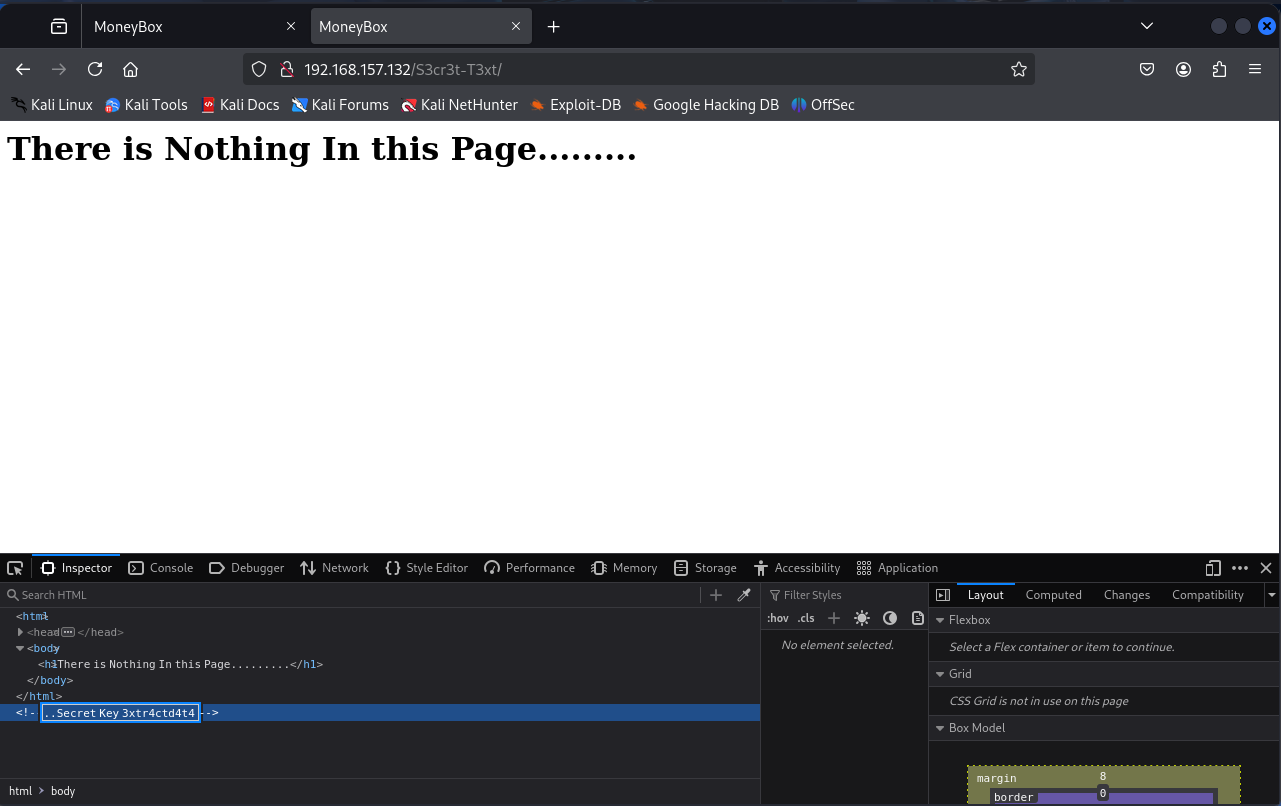 MoneyBox
MoneyBox
192.168.157.132/S3cr3t-T3xt/
Kali Linux Kali Tools Kali Docs Kali Forums Kali NetHunter Exploit-DB Google Hacking DB OffSec
There is Nothing In this Page.........
Inspector Console Debugger Network Style Editor Performance Memory Storage Accessibility Application
Search HTML
Filter Styles
Layout Computed Changes Compatibility
<html>
<head ••• </head>
<body>
<h1>There is Nothing In this Page.........</h1>
</body>
</html>
<!-- ..Secret Key 3xtr4ctd4t4 -->
html > body
:hov .cls
No element selected.
Flexbox
Select a Flex container or item to continue.
Grid
CSS Grid is not in use on this page
Box Model
margin 8
border 0